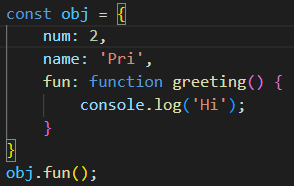 const obj = {
    num: 2,
    name: 'Pri',
    fun: function greeting() {
        console.log('Hi');
    }
}
obj.fun();